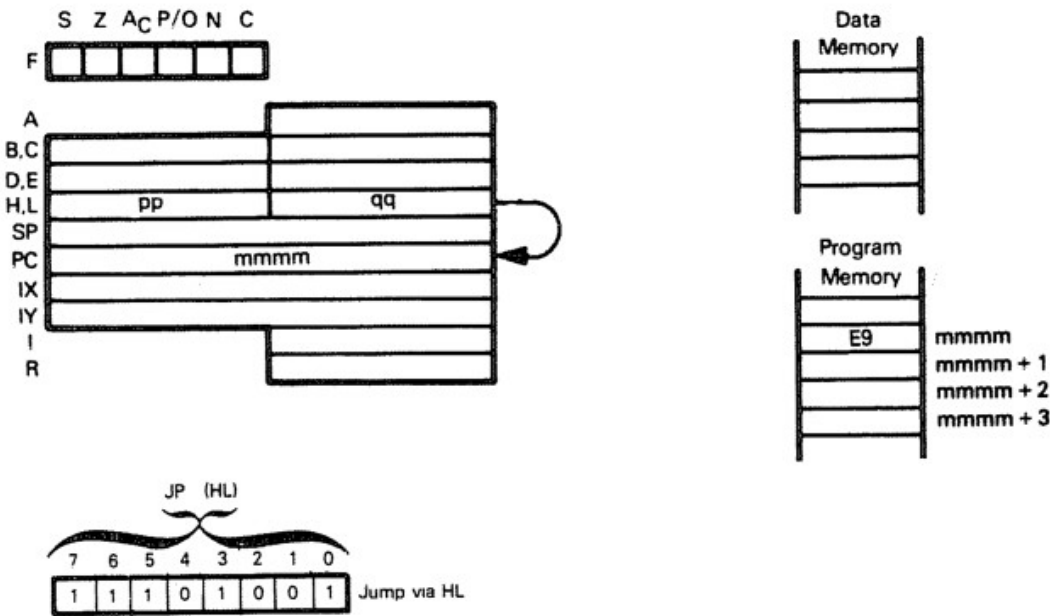 S Z AC P/O N C
F
A
B,C
D,E
H,L pp qq
SP
PC mmmm
IX
IY
I
R
Data
Memory
Program
Memory
E9 mmmm
mmmm + 1
mmmm + 2
mmmm + 3
JP (HL)
7 6 5 4 3 2 1 0
1 1 1 0 1 0 0 1 Jump via HL